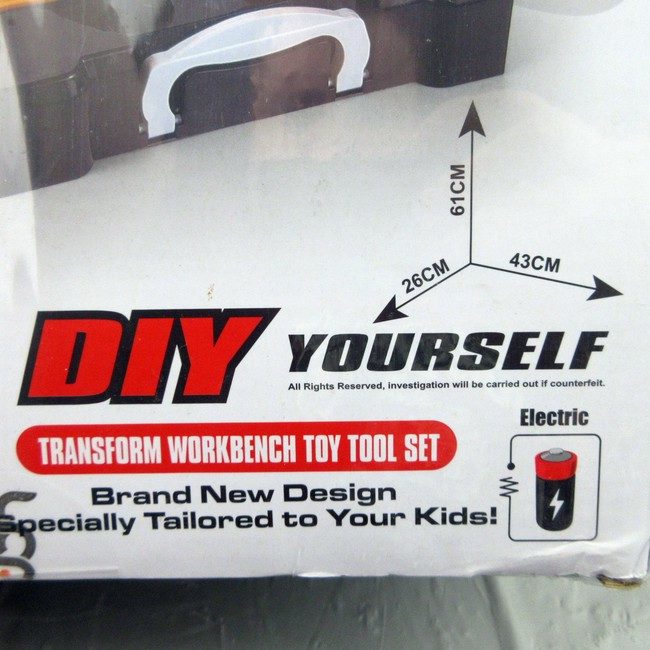 61CM
26CM
43CM
DIY YOURSELF
All Rights Reserved, investigation will be carried out if counterfeit.
TRANSFORM WORKBENCH TOY TOOL SET
Electric
Brand New Design
Specially Tailored to Your Kids!